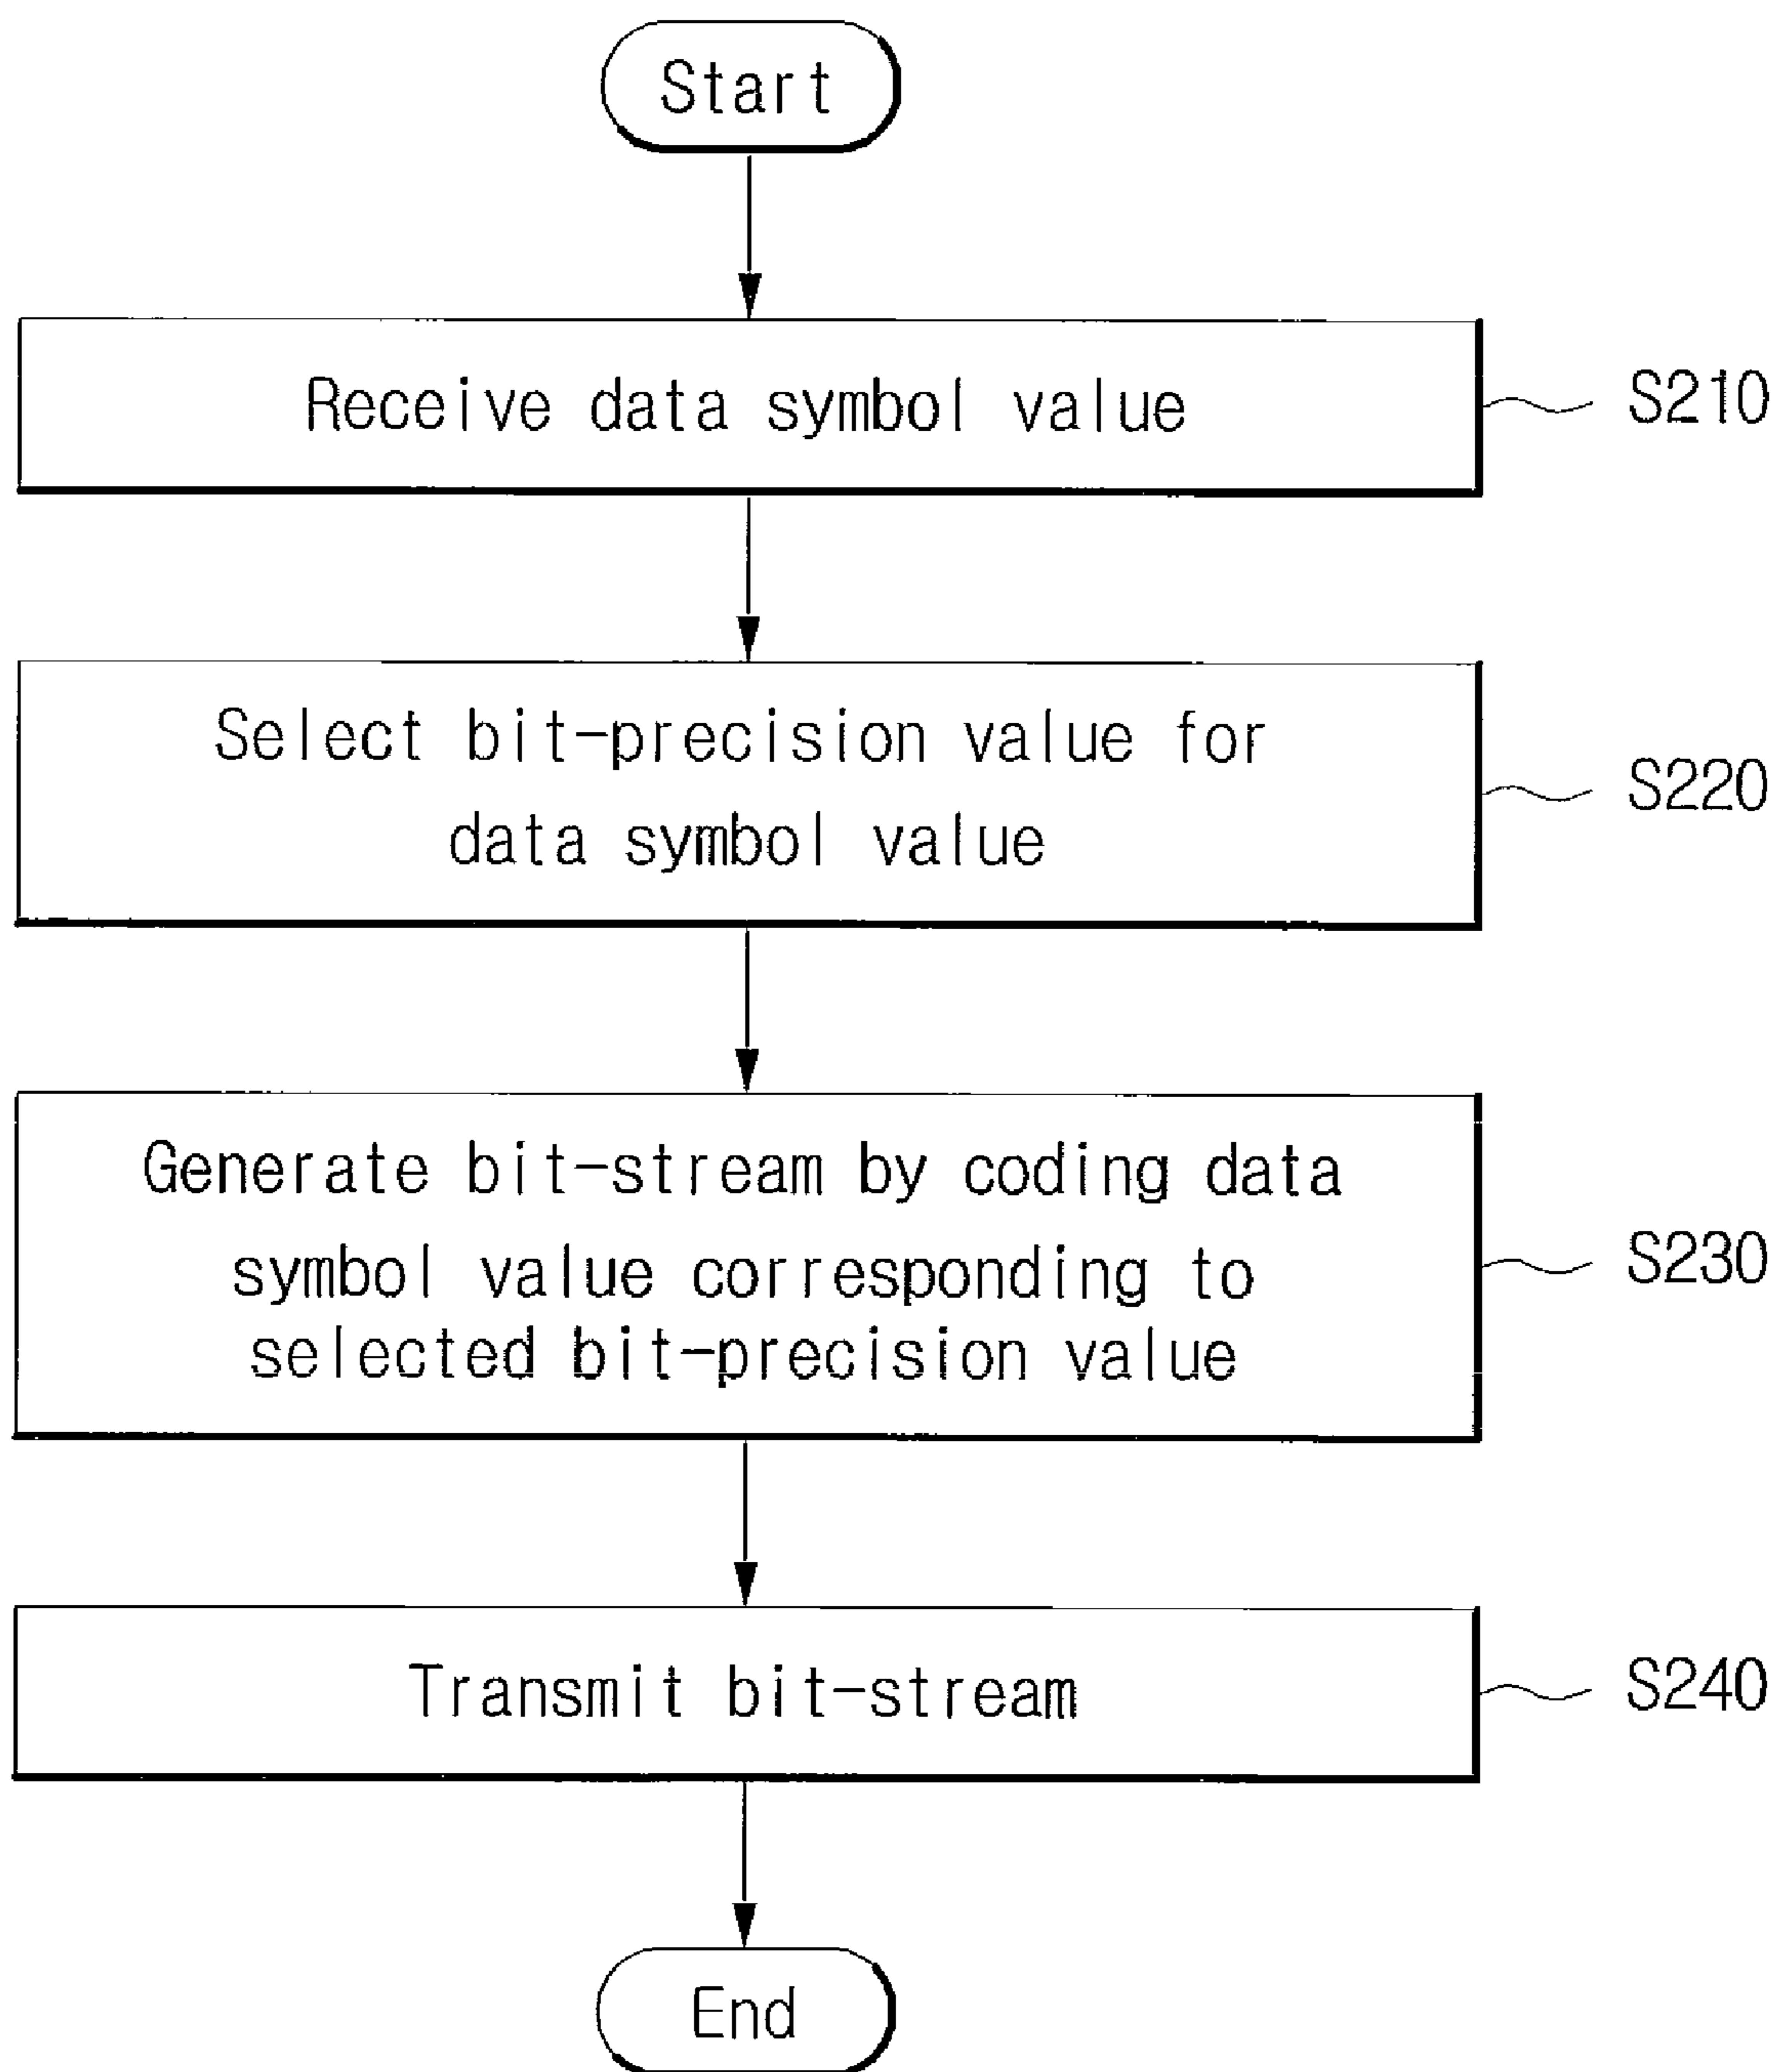 Start
Receive data symbol value
S210
Select bit-precision value for
data symbol value
S220
Generate bit-stream by coding data
symbol value corresponding to
selected bit-precision value
S230
Transmit bit-stream
S240
End